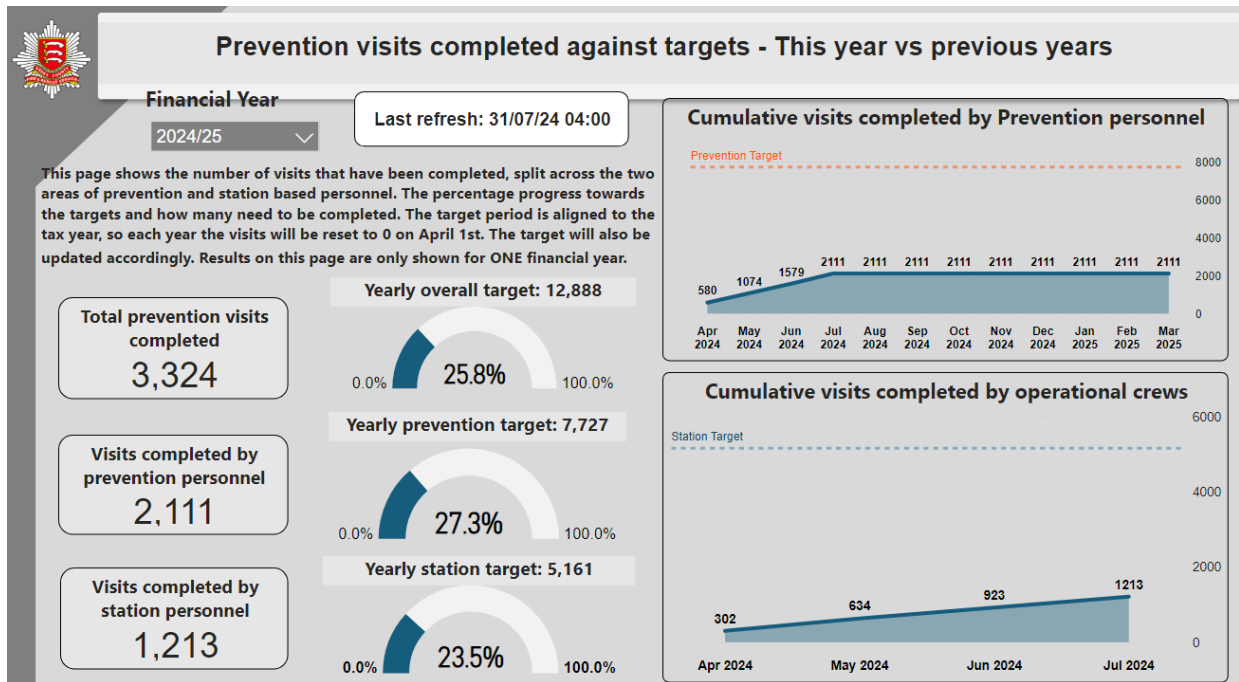 Prevention visits completed against targets - This year vs previous years
Financial Year
2024/25
Last refresh: 31/07/24 04:00
This page shows the number of visits that have been completed, split across the two
areas of prevention and station based personnel. The percentage progress towards
the targets and how many need to be completed. The target period is aligned to the
tax year, so each year the visits will be reset to 0 on April 1st. The target will also be
updated accordingly. Results on this page are only shown for ONE financial year.
Total prevention visits
completed
3,324
Yearly overall target: 12,888
0.0%
25.8%
100.0%
Visits completed by
prevention personnel
2,111
Yearly prevention target: 7,727
0.0%
27.3%
100.0%
Visits completed by
station personnel
1,213
Yearly station target: 5,161
0.0%
23.5%
100.0%
Cumulative visits completed by Prevention personnel
Prevention Target
8000
6000
4000
2000
0
580 1074 1579 2111 2111 2111 2111 2111 2111 2111 2111 2111
Apr May Jun Jul Aug Sep Oct Nov Dec Jan Feb Mar
2024 2024 2024 2024 2024 2024 2024 2024 2024 2025 2025 2025
Cumulative visits completed by operational crews
Station Target
6000
4000
2000
0
302 634 923 1213
Apr 2024 May 2024 Jun 2024 Jul 2024